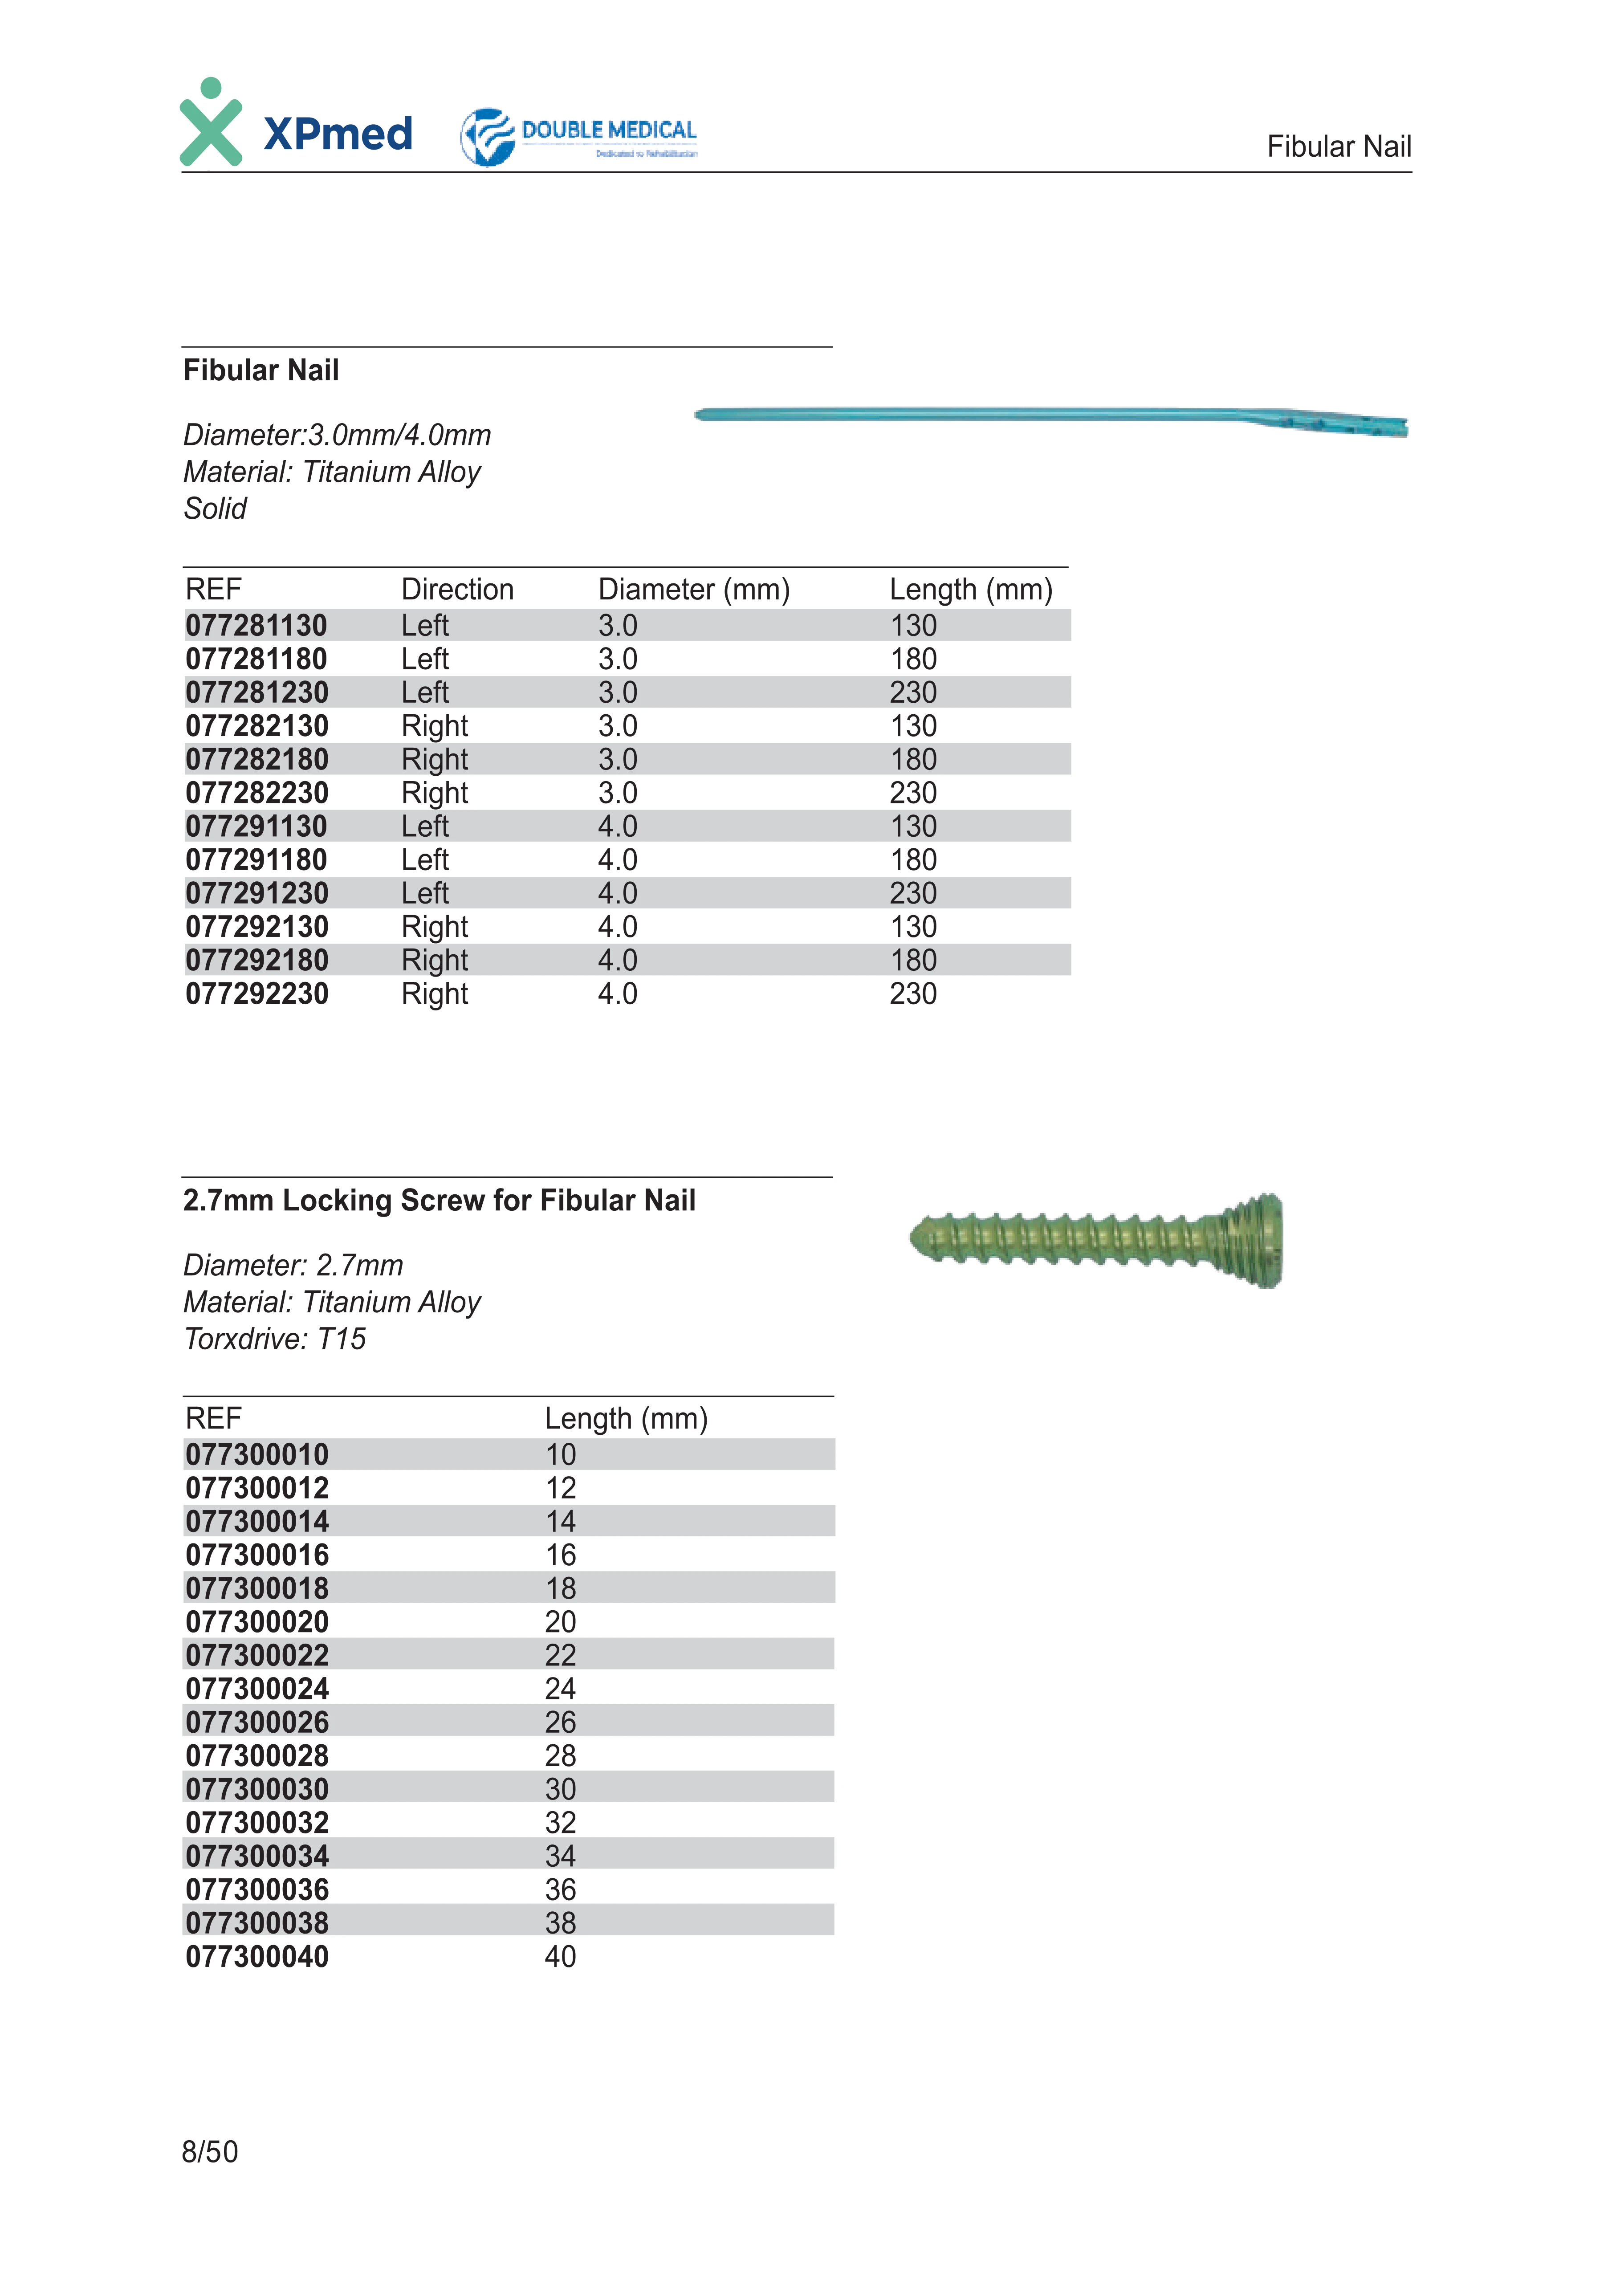 XPmed
DOUBLE MEDICAL
Dedicated to Rehabilitation
Fibular Nail
Fibular Nail
Diameter:3.0mm/4.0mm
Material: Titanium Alloy
Solid
REF Direction Diameter (mm) Length (mm)
077281130 Left 3.0 130
077281180 Left 3.0 180
077281230 Left 3.0 230
077282130 Right 3.0 130
077282180 Right 3.0 180
077282230 Right 3.0 230
077291130 Left 4.0 130
077291180 Left 4.0 180
077291230 Left 4.0 230
077292130 Right 4.0 130
077292180 Right 4.0 180
077292230 Right 4.0 230
2.7mm Locking Screw for Fibular Nail
Diameter: 2.7mm
Material: Titanium Alloy
Torxdrive: T15
REF Length (mm)
077300010 10
077300012 12
077300014 14
077300016 16
077300018 18
077300020 20
077300022 22
077300024 24
077300026 26
077300028 28
077300030 30
077300032 32
077300034 34
077300036 36
077300038 38
077300040 40
8/50